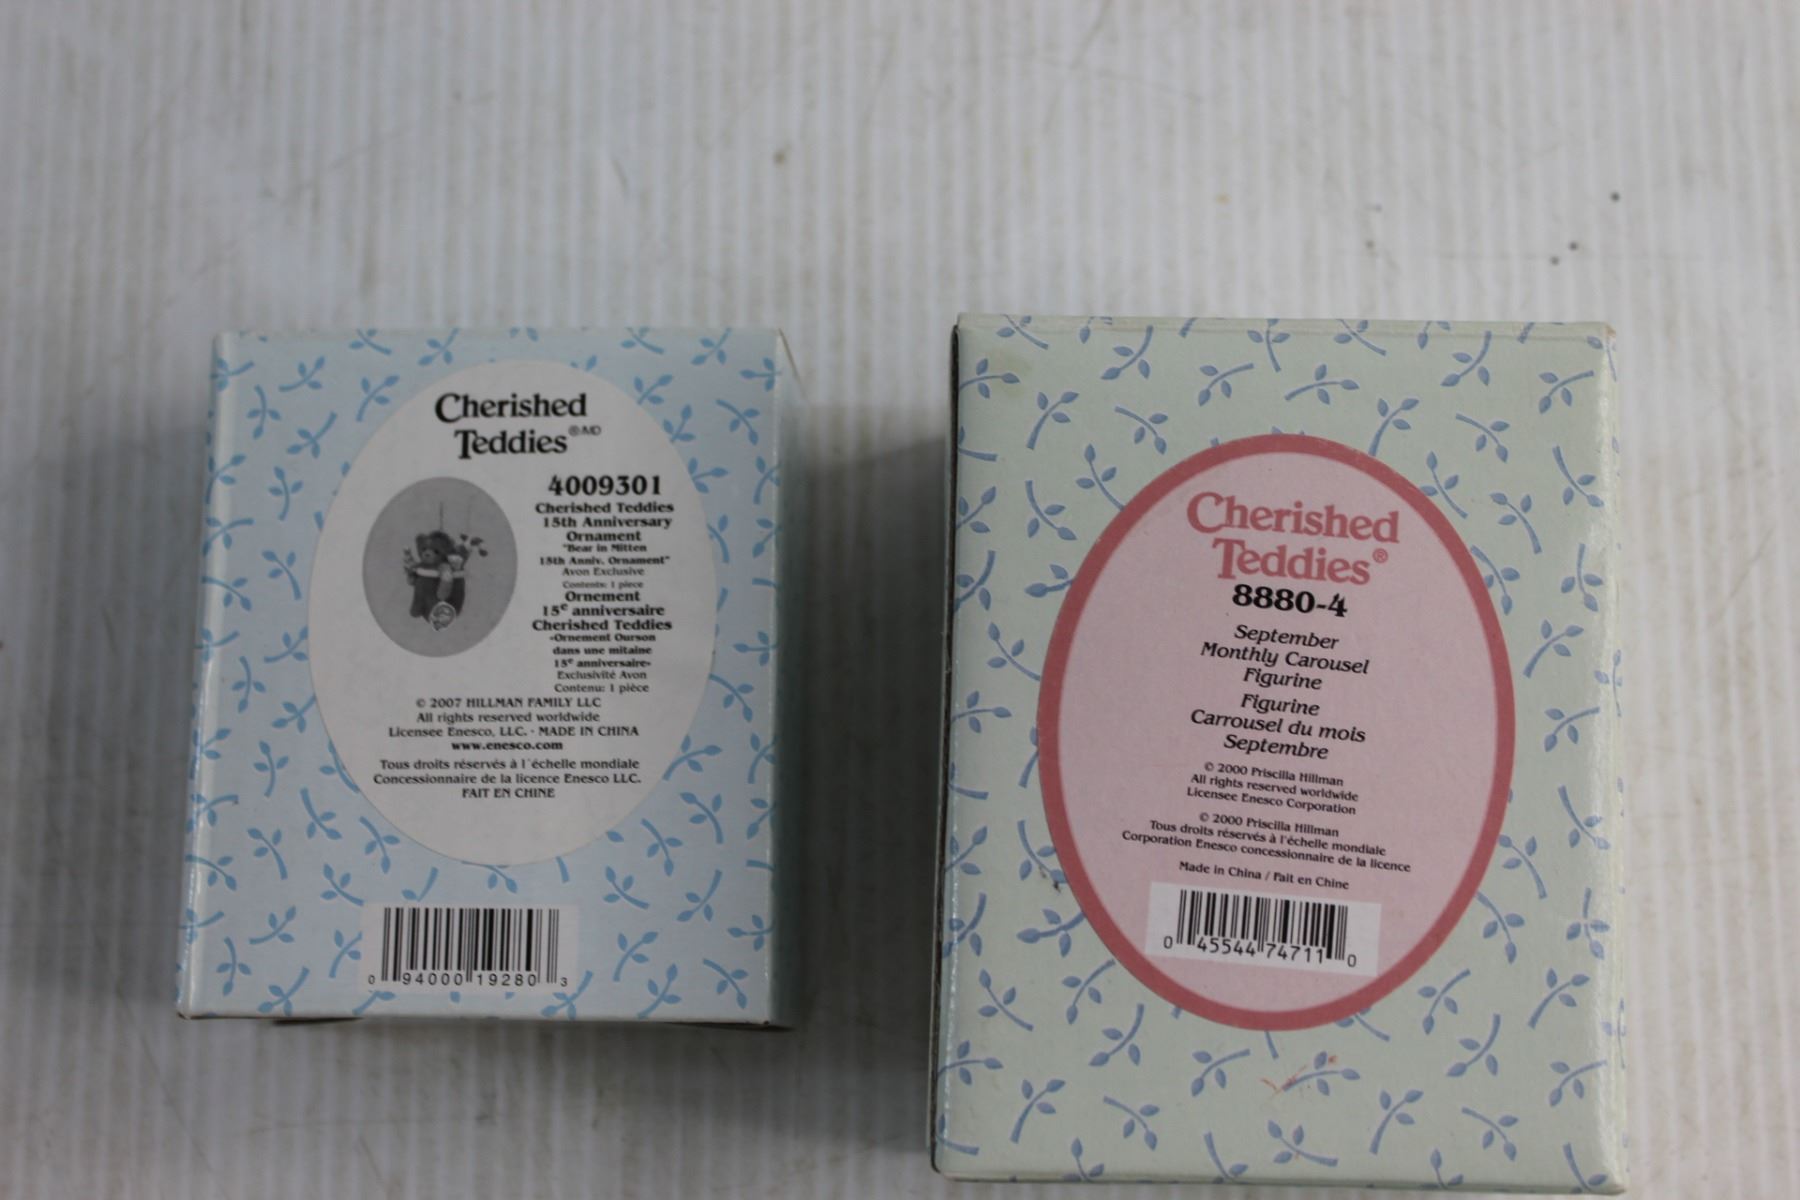 Cherished
Teddies®/MD
4009301
Cherished Teddies
15th Anniversary
Ornament
"Bear in Mitten
15th Anniv. Ornament"
Avon Exclusive
Contents: 1 piece
Ornement
15e anniversaire
Cherished Teddies
«Ornement Ourson
dans une mitaine
15e anniversaire»
Exclusivité Avon
Contenu: 1 pièce
© 2007 HILLMAN FAMILY LLC
All rights reserved worldwide
Licensee Enesco, LLC. · MADE IN CHINA
www.enesco.com
Tous droits réservés à l'échelle mondiale
Concessionnaire de la licence Enesco LLC.
FAIT EN CHINE
0 94000 19280 3
Cherished
Teddies®
8880-4
September
Monthly Carousel
Figurine
Figurine
Carrousel du mois
Septembre
© 2000 Priscilla Hillman
All rights reserved worldwide
Licensee Enesco Corporation
© 2000 Priscilla Hillman
Tous droits réservés à l'échelle mondiale
Corporation Enesco concessionnaire de la licence
Made in China / Fait en Chine
0 45544 74711 0